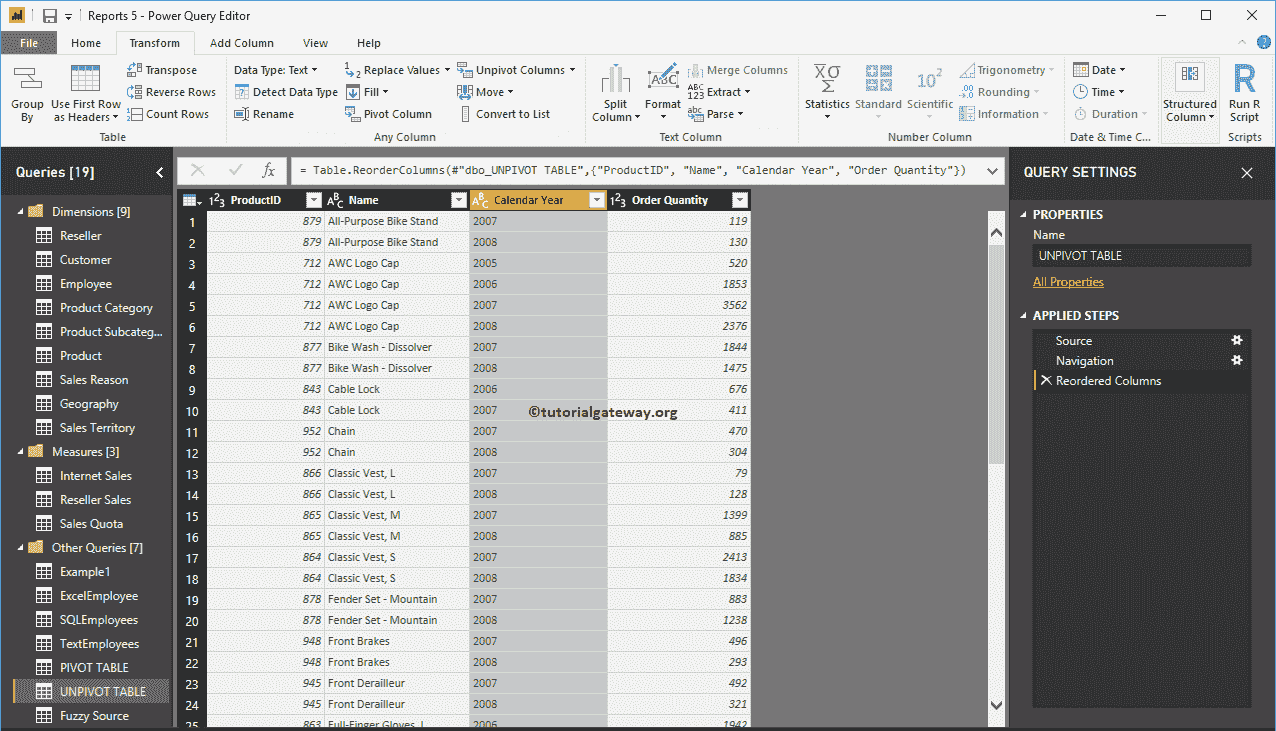 Reports 5 - Power Query Editor
File Home Transform Add Column View Help
Group By
Use First Row as Headers
Transpose
Reverse Rows
Count Rows
Table
Data Type: Text
Detect Data Type
Rename
Replace Values
Fill
Pivot Column
Unpivot Columns
Move
Convert to List
Any Column
Split Column
Format
ABC
Merge Columns
ABC 123 Extract
abc Parse
Text Column
XΣσ Statistics
Standard
10² Scientific
Trigonometry
.00 Rounding
Information
Number Column
Date
Time
Duration
Date & Time C...
Structured Column
R
Run R Script
Scripts
Queries [19]
Dimensions [9]
Reseller
Customer
Employee
Product Category
Product Subcateg...
Product
Sales Reason
Geography
Sales Territory
Measures [3]
Internet Sales
Reseller Sales
Sales Quota
Other Queries [7]
Example1
ExcelEmployee
SQLEmployees
TextEmployees
PIVOT TABLE
UNPIVOT TABLE
Fuzzy Source
fx = Table.ReorderColumns(#"dbo_UNPIVOT TABLE",{"ProductID", "Name", "Calendar Year", "Order Quantity"})
123 ProductID ABC Name ABC Calendar Year 123 Order Quantity
1 879 All-Purpose Bike Stand 2007 119
2 879 All-Purpose Bike Stand 2008 130
3 712 AWC Logo Cap 2005 520
4 712 AWC Logo Cap 2006 1853
5 712 AWC Logo Cap 2007 3562
6 712 AWC Logo Cap 2008 2376
7 877 Bike Wash - Dissolver 2007 1844
8 877 Bike Wash - Dissolver 2008 1475
9 843 Cable Lock 2006 676
10 843 Cable Lock 2007 411
©tutorialgateway.org
11 952 Chain 2007 470
12 952 Chain 2008 304
13 866 Classic Vest, L 2007 79
14 866 Classic Vest, L 2008 128
15 865 Classic Vest, M 2007 1399
16 865 Classic Vest, M 2008 885
17 864 Classic Vest, S 2007 2413
18 864 Classic Vest, S 2008 1834
19 878 Fender Set - Mountain 2007 883
20 878 Fender Set - Mountain 2008 1238
21 948 Front Brakes 2007 496
22 948 Front Brakes 2008 293
23 945 Front Derailleur 2007 492
24 945 Front Derailleur 2008 321
25 863 Full-Finger Gloves, L 2006 1942
QUERY SETTINGS
PROPERTIES
Name
UNPIVOT TABLE
All Properties
APPLIED STEPS
Source
Navigation
Reordered Columns